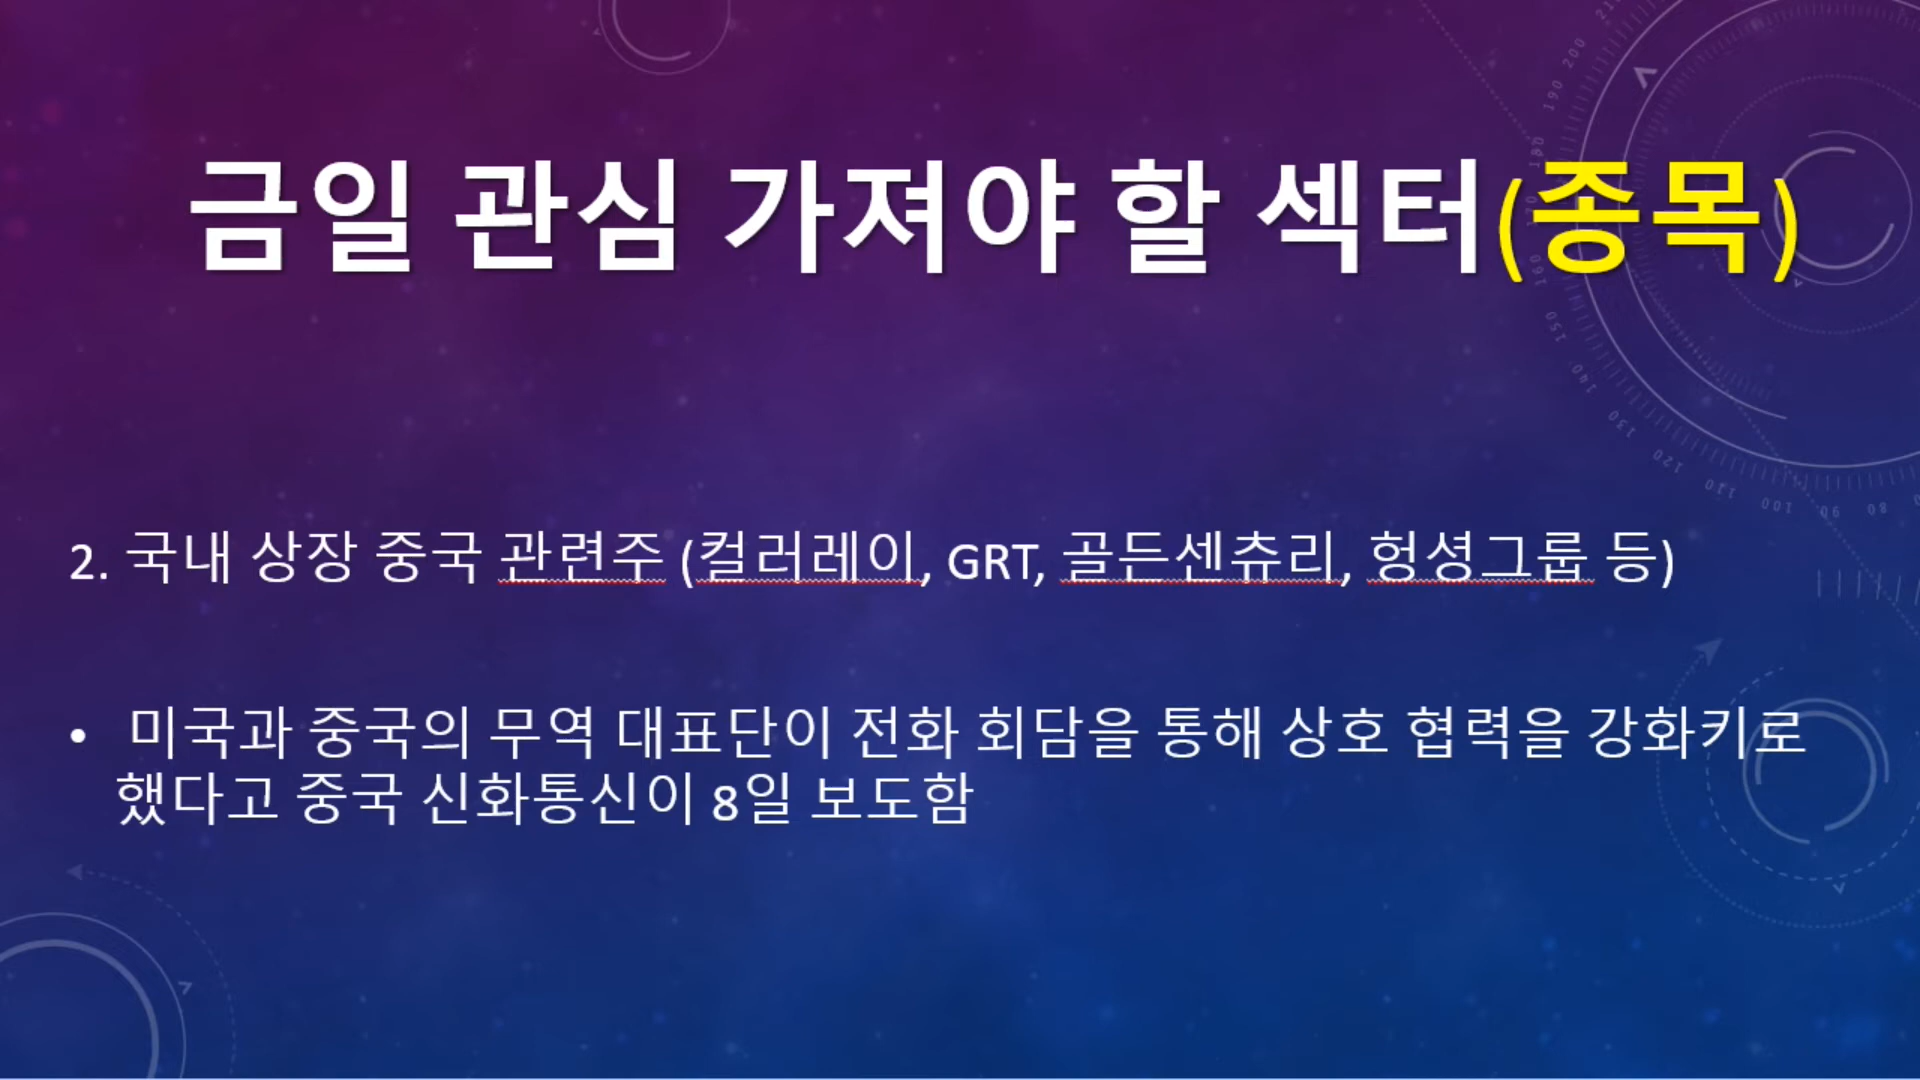 금일 관심 가져야 할 섹터(종목)
2. 국내 상장 중국 관련주 (컬러레이, GRT, 골든센츄리, 헝셩그룹 등)
• 미국과 중국의 무역 대표단이 전화 회담을 통해 상호 협력을 강화키로
했다고 중국 신화통신이 8일 보도함